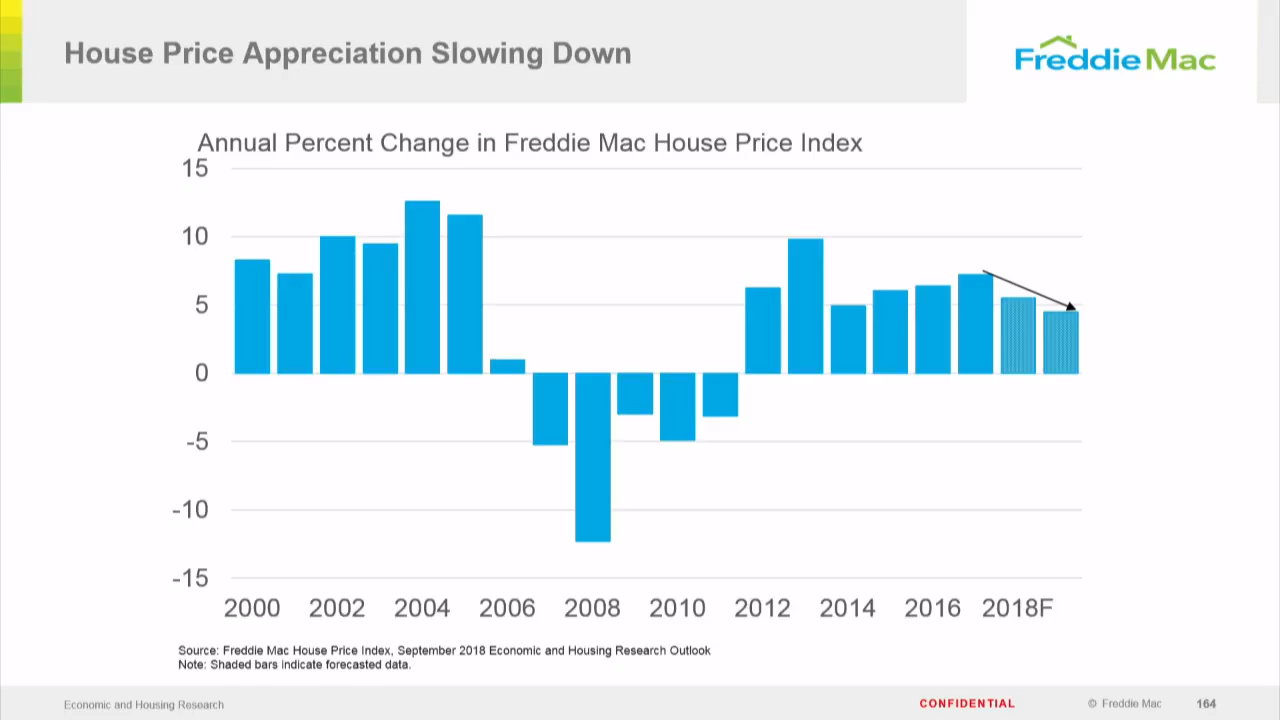 House Price Appreciation Slowing Down
Freddie Mac
Annual Percent Change in Freddie Mac House Price Index
15
10
5
0
-5
-10
-15
2000 2002 2004 2006 2008 2010 2012 2014 2016 2018F
Source: Freddie Mac House Price Index, September 2018 Economic and Housing Research Outlook
Note: Shaded bars indicate forecasted data.
Economic and Housing Research CONFIDENTIAL © Freddie Mac 164